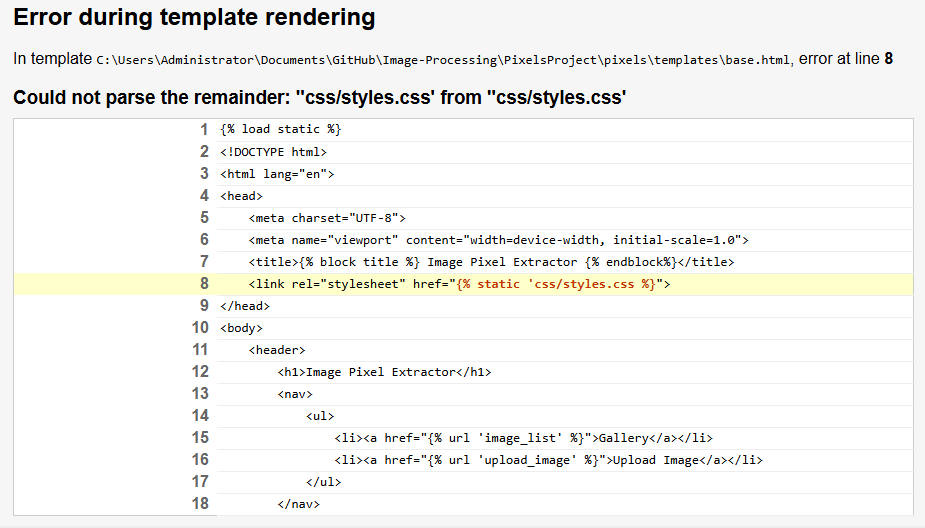 Error during template rendering
In template C:\Users\Administrator\Documents\GitHub\Image-Processing\PixelsProject\pixels\templates\base.html, error at line 8
Could not parse the remainder: ''css/styles.css' from ''css/styles.css'
1 {% load static %}
2 <!DOCTYPE html>
3 <html lang="en">
4 <head>
5 <meta charset="UTF-8">
6 <meta name="viewport" content="width=device-width, initial-scale=1.0">
7 <title>{% block title %} Image Pixel Extractor {% endblock%}</title>
8 <link rel="stylesheet" href="{% static 'css/styles.css %}">
9 </head>
10 <body>
11 <header>
12 <h1>Image Pixel Extractor</h1>
13 <nav>
14 <ul>
15 <li><a href="{% url 'image_list' %}">Gallery</a></li>
16 <li><a href="{% url 'upload_image' %}">Upload Image</a></li>
17 </ul>
18 </nav>